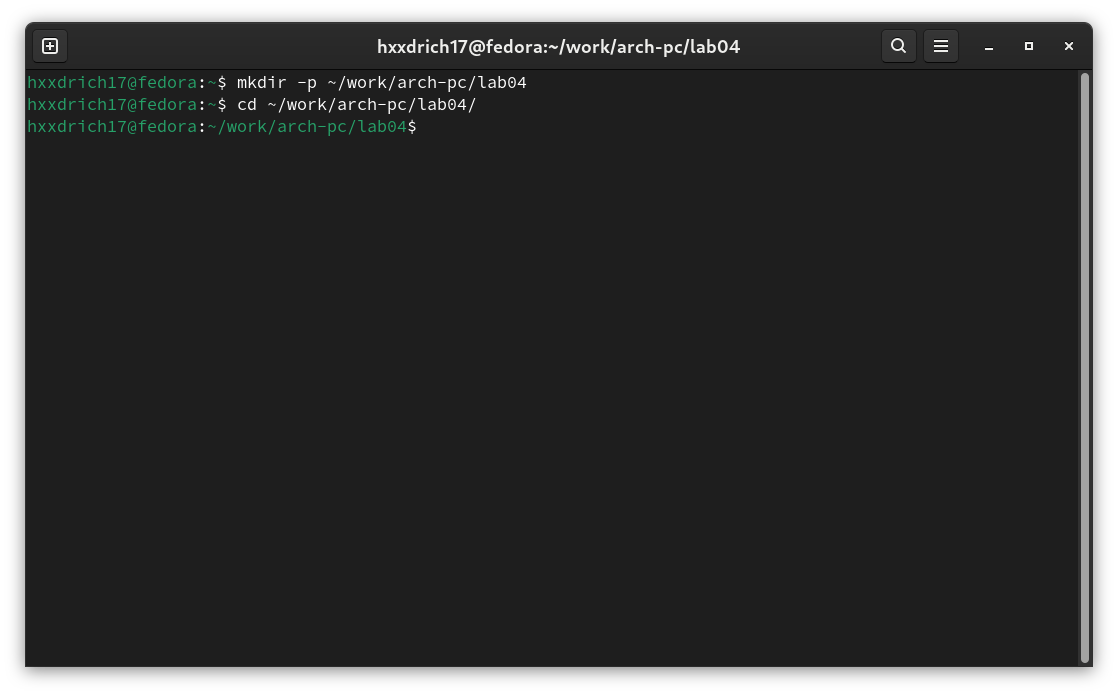 hxxdrich17@fedora:~/work/arch-pc/lab04
hxxdrich17@fedora:~$ mkdir -p ~/work/arch-pc/lab04
hxxdrich17@fedora:~$ cd ~/work/arch-pc/lab04/
hxxdrich17@fedora:~/work/arch-pc/lab04$